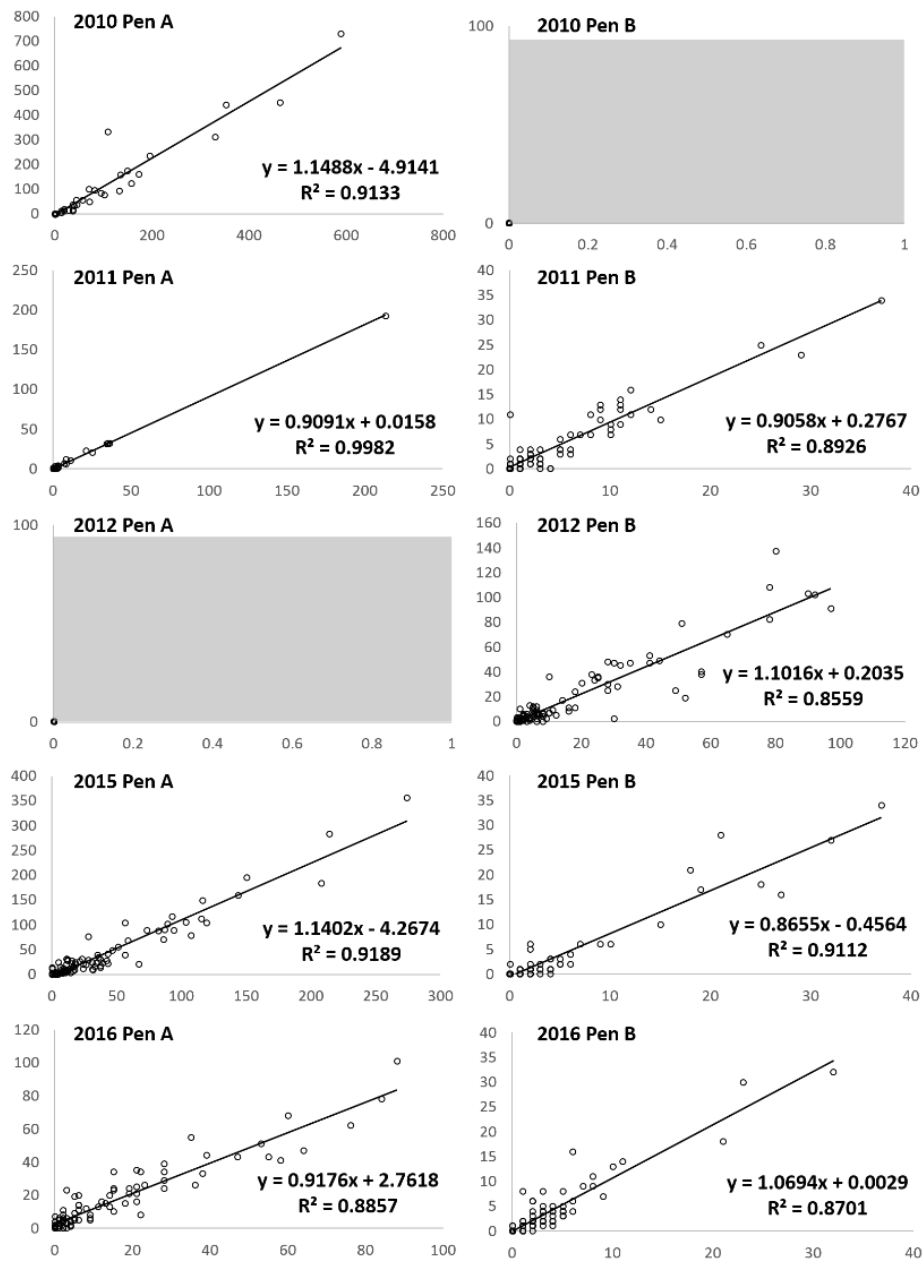 2010 Pen A
800
700
600
500
400
300
200
100
0
y = 1.1488x - 4.9141
R² = 0.9133
0 200 400 600 800
2010 Pen B
100
0
0 0.2 0.4 0.6 0.8 1
2011 Pen A
250
200
150
100
50
0
y = 0.9091x + 0.0158
R² = 0.9982
0 50 100 150 200 250
2011 Pen B
40
35
30
25
20
15
10
5
0
y = 0.9058x + 0.2767
R² = 0.8926
0 10 20 30 40
2012 Pen A
100
0
0 0.2 0.4 0.6 0.8 1
2012 Pen B
160
140
120
100
80
60
40
20
0
y = 1.1016x + 0.2035
R² = 0.8559
0 20 40 60 80 100 120
2015 Pen A
400
350
300
250
200
150
100
50
0
y = 1.1402x - 4.2674
R² = 0.9189
0 50 100 150 200 250 300
2015 Pen B
40
35
30
25
20
15
10
5
0
y = 0.8655x - 0.4564
R² = 0.9112
0 10 20 30 40
2016 Pen A
120
100
80
60
40
20
0
y = 0.9176x + 2.7618
R² = 0.8857
0 20 40 60 80 100
2016 Pen B
40
35
30
25
20
15
10
5
0
y = 1.0694x + 0.0029
R² = 0.8701
0 10 20 30 40